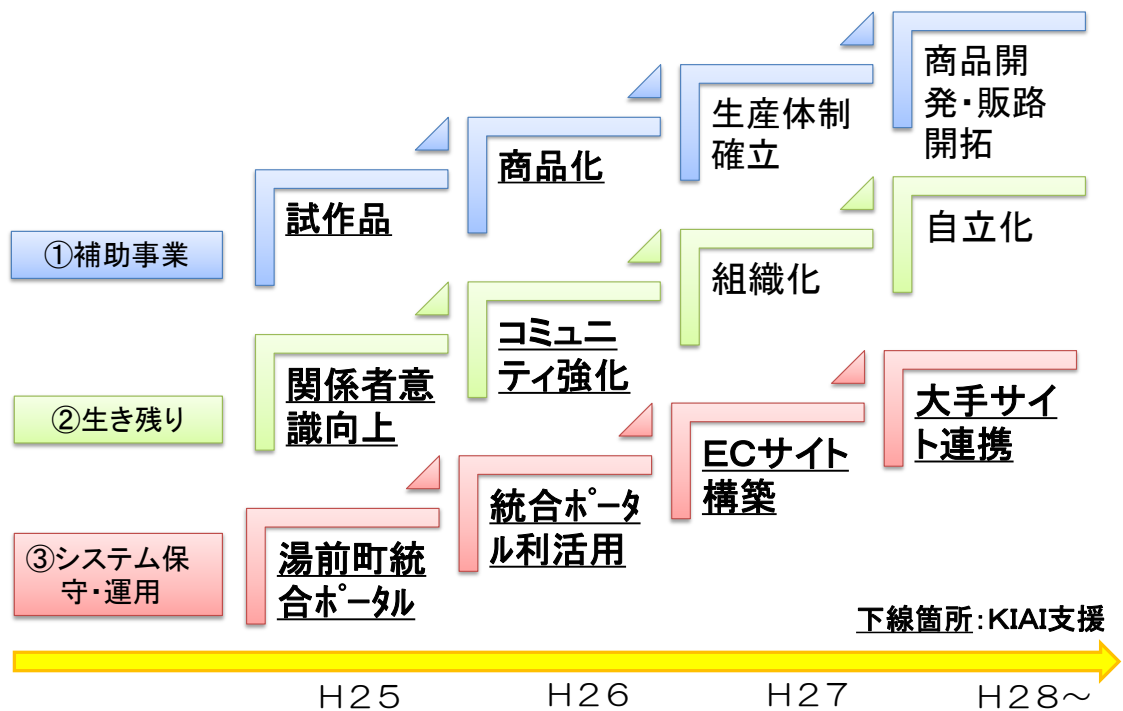 ①補助事業
試作品
商品化
生産体制
確立
商品開
発・販路
開拓
②生き残り
関係者意
識向上
コミュニ
ティ強化
組織化
自立化
③システム保
守・運用
湯前町統
合ポータル
統合ポータ
ル利活用
ECサイト
構築
大手サイ
ト連携
下線箇所：KIAI支援
H25
H26
H27
H28～